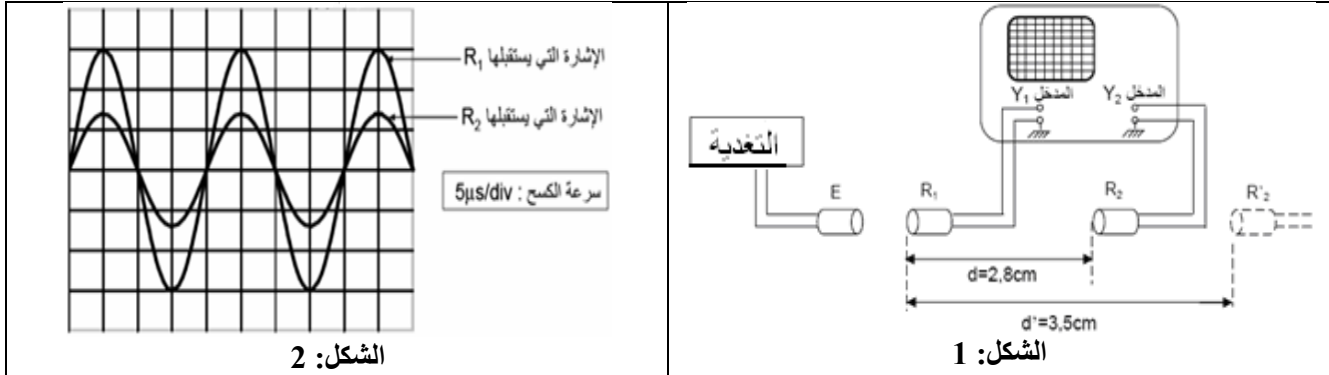 الإشارة التي يستقبلها R₁
الإشارة التي يستقبلها R₂
سرعة الكسح : 5µs/div
الشكل: 2
المدخل Y₁
المدخل Y₂
التغدية
E
R₁
R₂
R'₂
d=2,8cm
d'=3,5cm
الشكل: 1